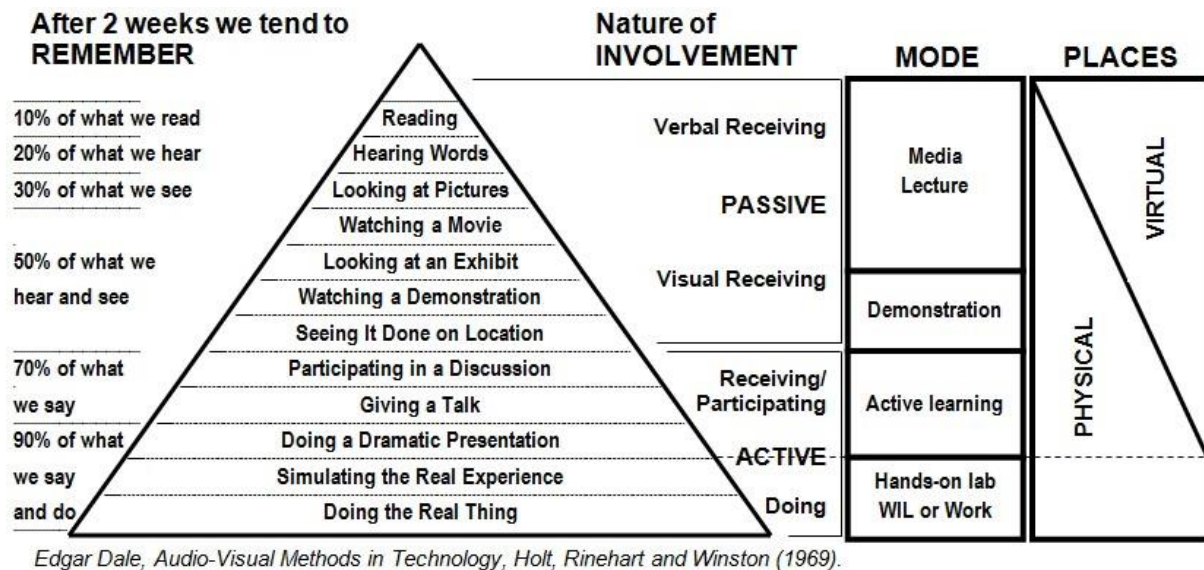 After 2 weeks we tend to
REMEMBER
10% of what we read
20% of what we hear
30% of what we see
50% of what we
hear and see
70% of what
we say
90% of what
we say
and do
Reading
Hearing Words
Looking at Pictures
Watching a Movie
Looking at an Exhibit
Watching a Demonstration
Seeing It Done on Location
Participating in a Discussion
Giving a Talk
Doing a Dramatic Presentation
Simulating the Real Experience
Doing the Real Thing
Nature of
INVOLVEMENT
Verbal Receiving
PASSIVE
Visual Receiving
Receiving/
Participating
ACTIVE
Doing
MODE
Media
Lecture
Demonstration
Active learning
Hands-on lab
WIL or Work
PLACES
VIRTUAL
PHYSICAL
Edgar Dale, Audio-Visual Methods in Technology, Holt, Rinehart and Winston (1969).